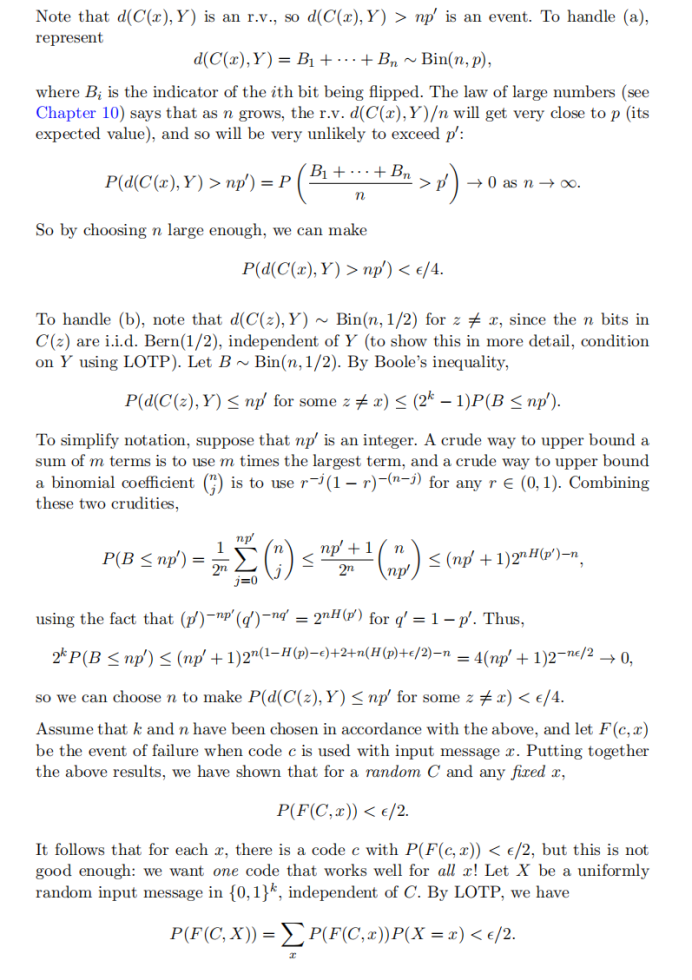 Note that d(C(x), Y) is an r.v., so d(C(x), Y) > np′ is an event. To handle (a),
represent
d(C(x), Y) = B₁ + ··· + Bₙ ~ Bin(n, p),
where Bᵢ is the indicator of the ith bit being flipped. The law of large numbers (see
Chapter 10) says that as n grows, the r.v. d(C(x), Y)/n will get very close to p (its
expected value), and so will be very unlikely to exceed p′:
P(d(C(x), Y) > np′) = P((B₁ + ··· + Bₙ)/n > p′) → 0 as n → ∞.
So by choosing n large enough, we can make
P(d(C(x), Y) > np′) < ϵ/4.
To handle (b), note that d(C(z), Y) ~ Bin(n, 1/2) for z ≠ x, since the n bits in
C(z) are i.i.d. Bern(1/2), independent of Y (to show this in more detail, condition
on Y using LOTP). Let B ~ Bin(n, 1/2). By Boole's inequality,
P(d(C(z), Y) ≤ np′ for some z ≠ x) ≤ (2^k − 1)P(B ≤ np′).
To simplify notation, suppose that np′ is an integer. A crude way to upper bound a
sum of m terms is to use m times the largest term, and a crude way to upper bound
a binomial coefficient (n j) is to use r^{−j}(1 − r)^{−(n−j)} for any r ∈ (0, 1). Combining
these two crudities,
P(B ≤ np′) = 1/2^n ∑_{j=0}^{np′} (n j) ≤ (np′ + 1)/2^n (n np′) ≤ (np′ + 1)2^{nH(p′)−n},
using the fact that (p′)^{−np′}(q′)^{−nq′} = 2^{nH(p′)} for q′ = 1 − p′. Thus,
2^k P(B ≤ np′) ≤ (np′ + 1)2^{n(1−H(p)−ϵ)+2+n(H(p)+ϵ/2)−n} = 4(np′ + 1)2^{−nϵ/2} → 0,
so we can choose n to make P(d(C(z), Y) ≤ np′ for some z ≠ x) < ϵ/4.
Assume that k and n have been chosen in accordance with the above, and let F(c, x)
be the event of failure when code c is used with input message x. Putting together
the above results, we have shown that for a random C and any fixed x,
P(F(C, x)) < ϵ/2.
It follows that for each x, there is a code c with P(F(c, x)) < ϵ/2, but this is not
good enough: we want one code that works well for all x! Let X be a uniformly
random input message in {0, 1}^k, independent of C. By LOTP, we have
P(F(C, X)) = ∑_x P(F(C, x))P(X = x) < ϵ/2.